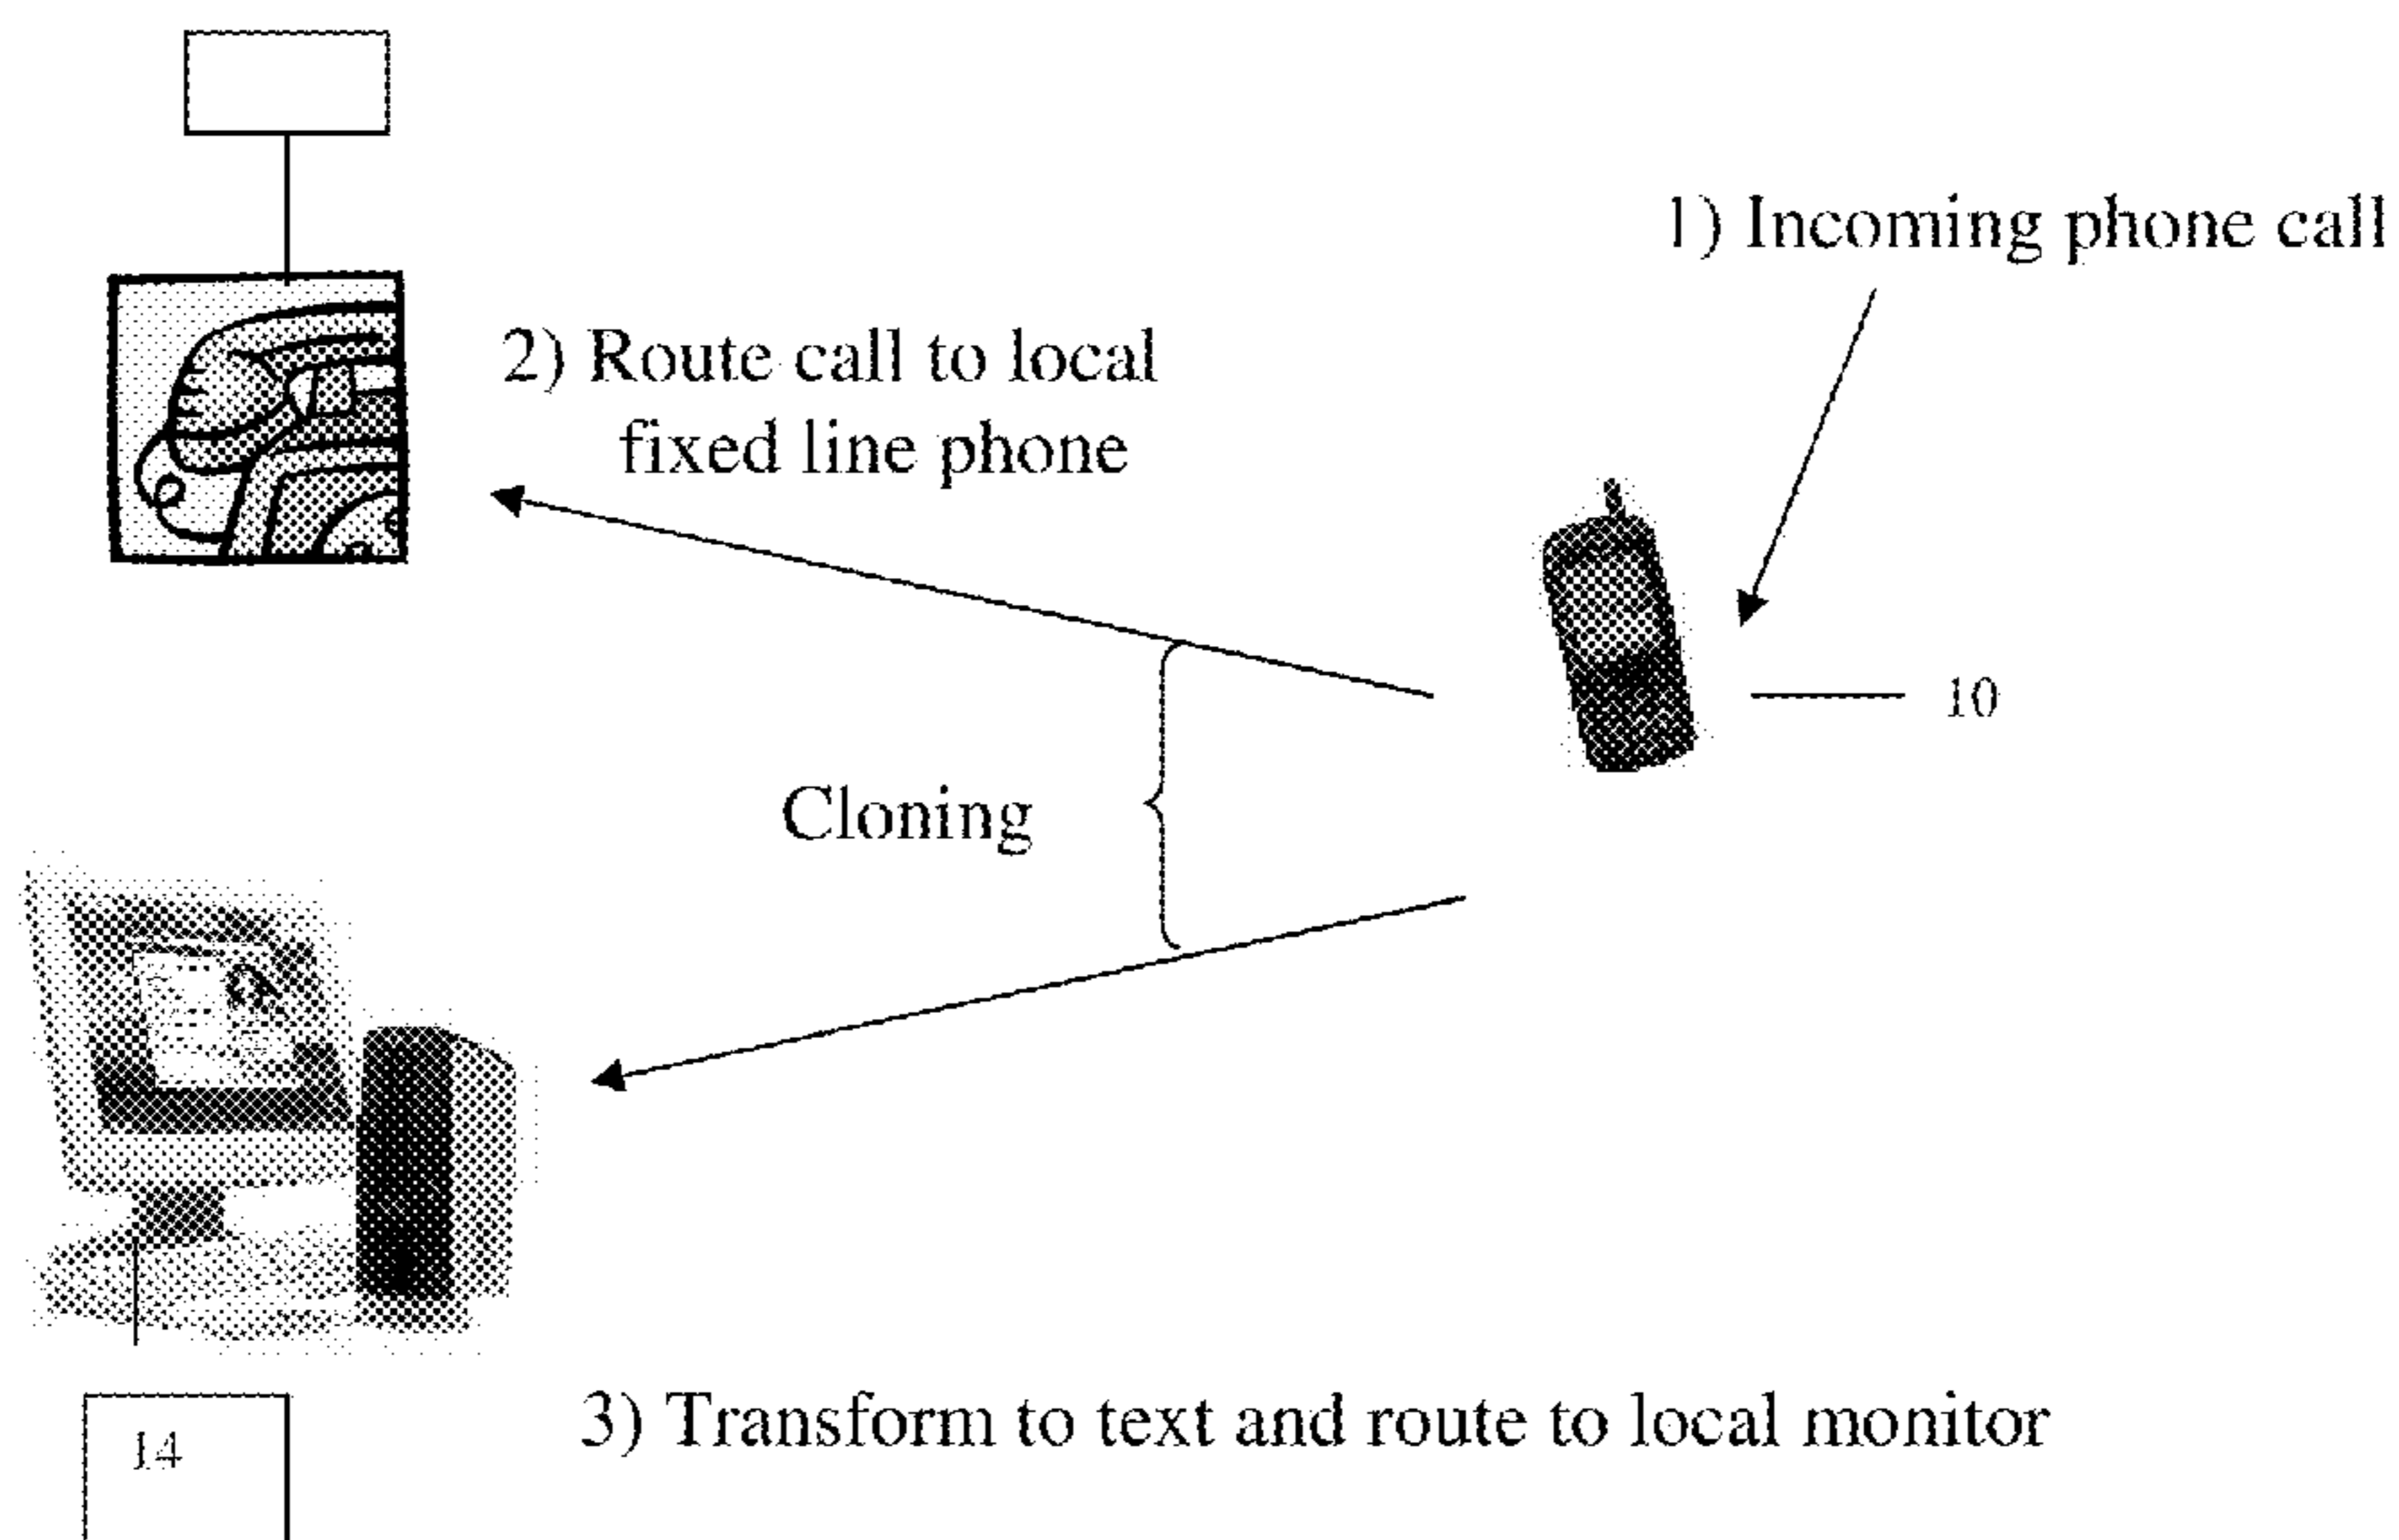 1) Incoming phone call
2) Route call to local
fixed line phone
10
Cloning
14
3) Transform to text and route to local monitor